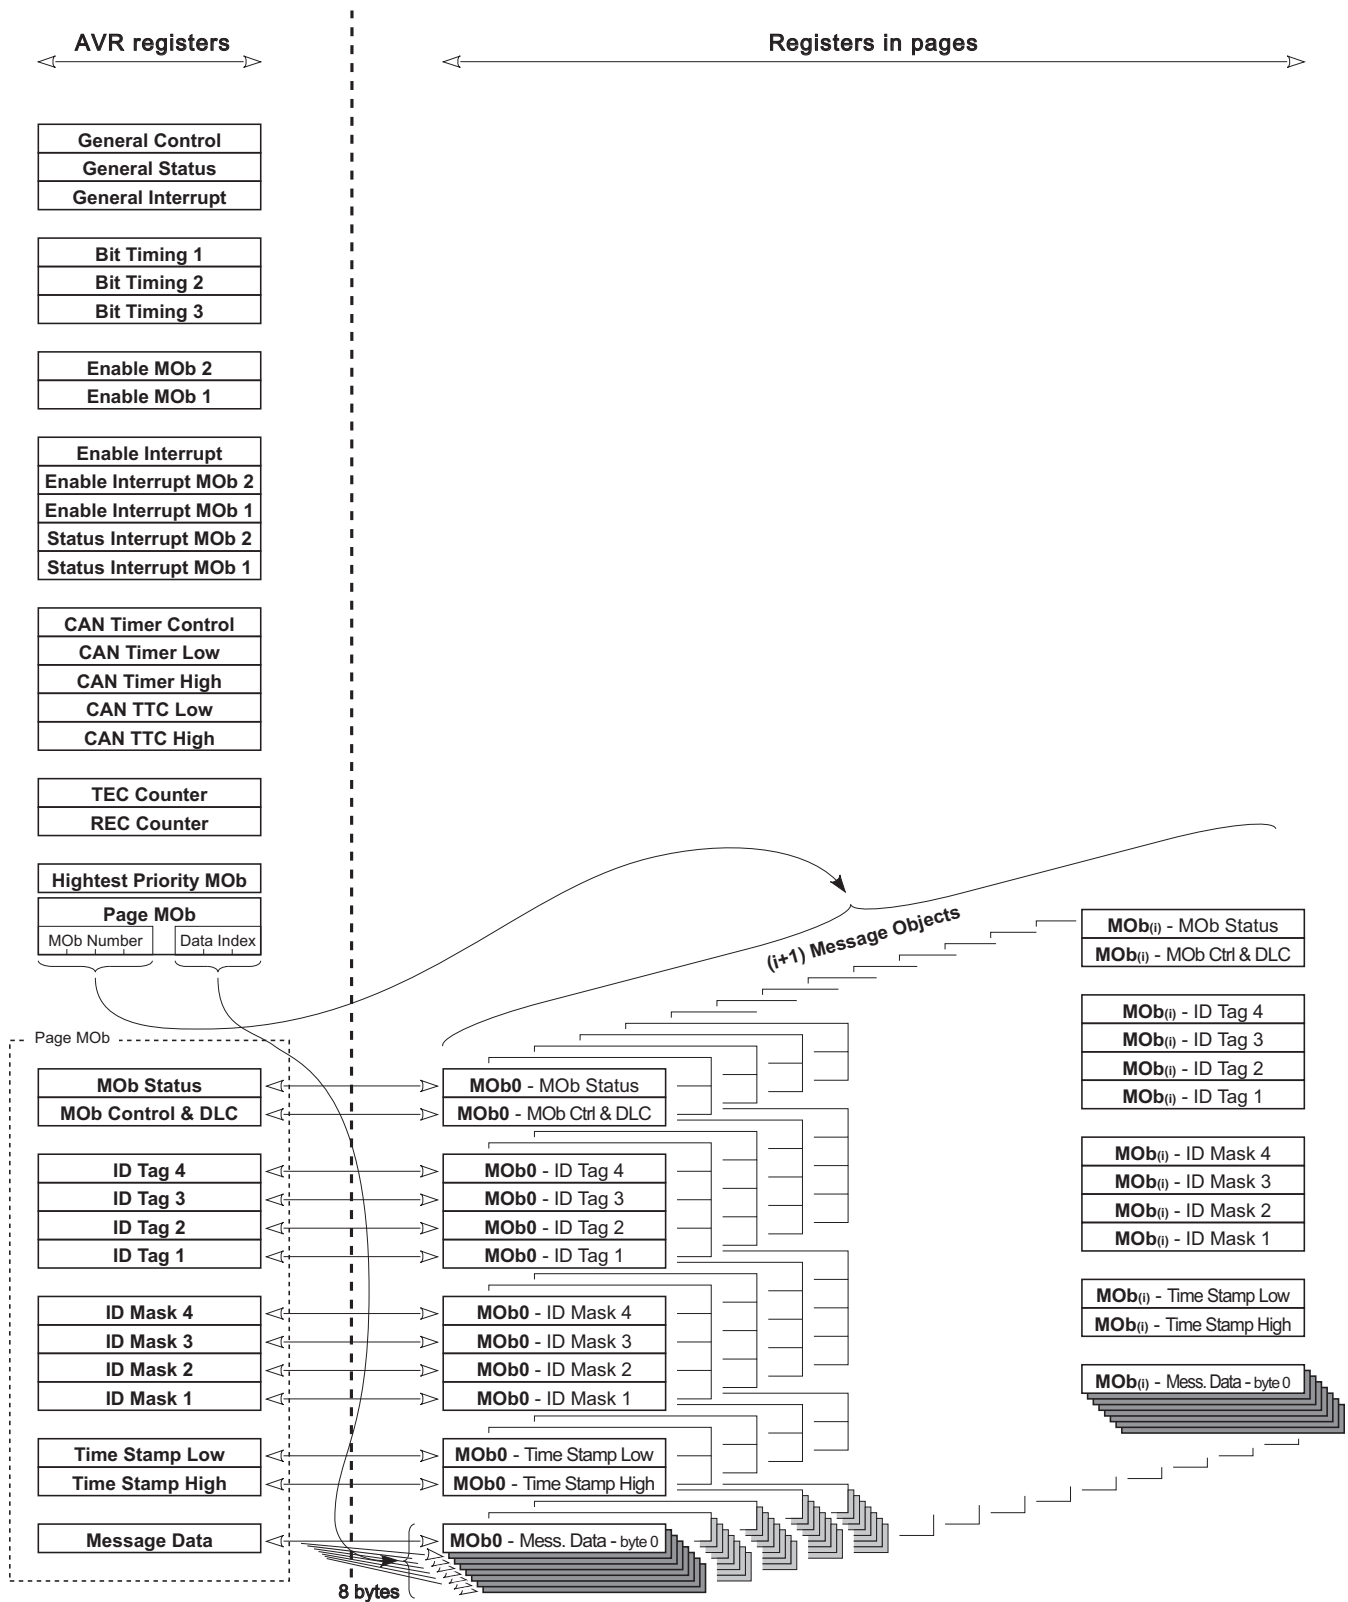 AVR registers
Registers in pages
General Control
General Status
General Interrupt
Bit Timing 1
Bit Timing 2
Bit Timing 3
Enable MOb 2
Enable MOb 1
Enable Interrupt
Enable Interrupt MOb 2
Enable Interrupt MOb 1
Status Interrupt MOb 2
Status Interrupt MOb 1
CAN Timer Control
CAN Timer Low
CAN Timer High
CAN TTC Low
CAN TTC High
TEC Counter
REC Counter
Hightest Priority MOb
Page MOb
MOb Number
Data Index
Page MOb
MOb Status
MOb Control & DLC
ID Tag 4
ID Tag 3
ID Tag 2
ID Tag 1
ID Mask 4
ID Mask 3
ID Mask 2
ID Mask 1
Time Stamp Low
Time Stamp High
Message Data
8 bytes
MOb0 - MOb Status
MOb0 - MOb Ctrl & DLC
MOb0 - ID Tag 4
MOb0 - ID Tag 3
MOb0 - ID Tag 2
MOb0 - ID Tag 1
MOb0 - ID Mask 4
MOb0 - ID Mask 3
MOb0 - ID Mask 2
MOb0 - ID Mask 1
MOb0 - Time Stamp Low
MOb0 - Time Stamp High
MOb0 - Mess. Data - byte 0
(i+1) Message Objects
MOb(i) - MOb Status
MOb(i) - MOb Ctrl & DLC
MOb(i) - ID Tag 4
MOb(i) - ID Tag 3
MOb(i) - ID Tag 2
MOb(i) - ID Tag 1
MOb(i) - ID Mask 4
MOb(i) - ID Mask 3
MOb(i) - ID Mask 2
MOb(i) - ID Mask 1
MOb(i) - Time Stamp Low
MOb(i) - Time Stamp High
MOb(i) - Mess. Data - byte 0